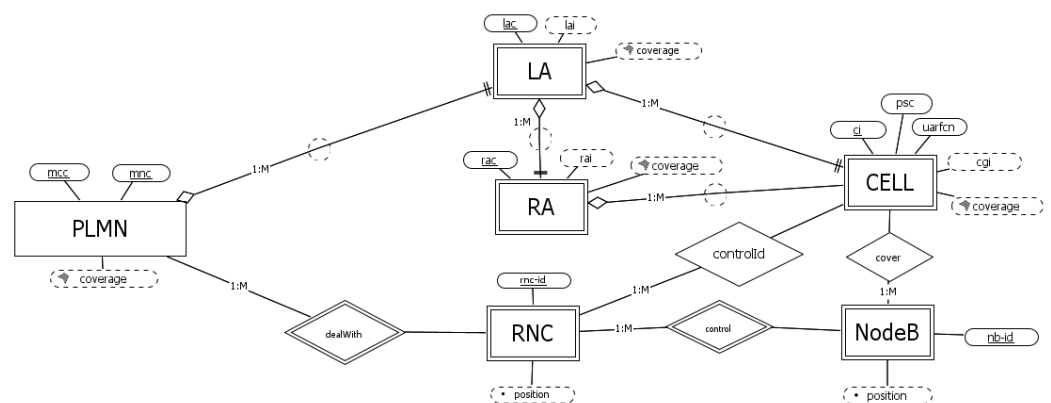 lac
lai
coverage
LA
1:M
1:M
psc
ci
uarfcn
cgi
coverage
CELL
1:M
mcc
mnc
rac
rai
coverage
RA
1:M
PLMN
coverage
controlId
cover
1:M
rnc-id
1:M
1:M
dealWith
RNC
1:M
control
NodeB
nb-id
position
position